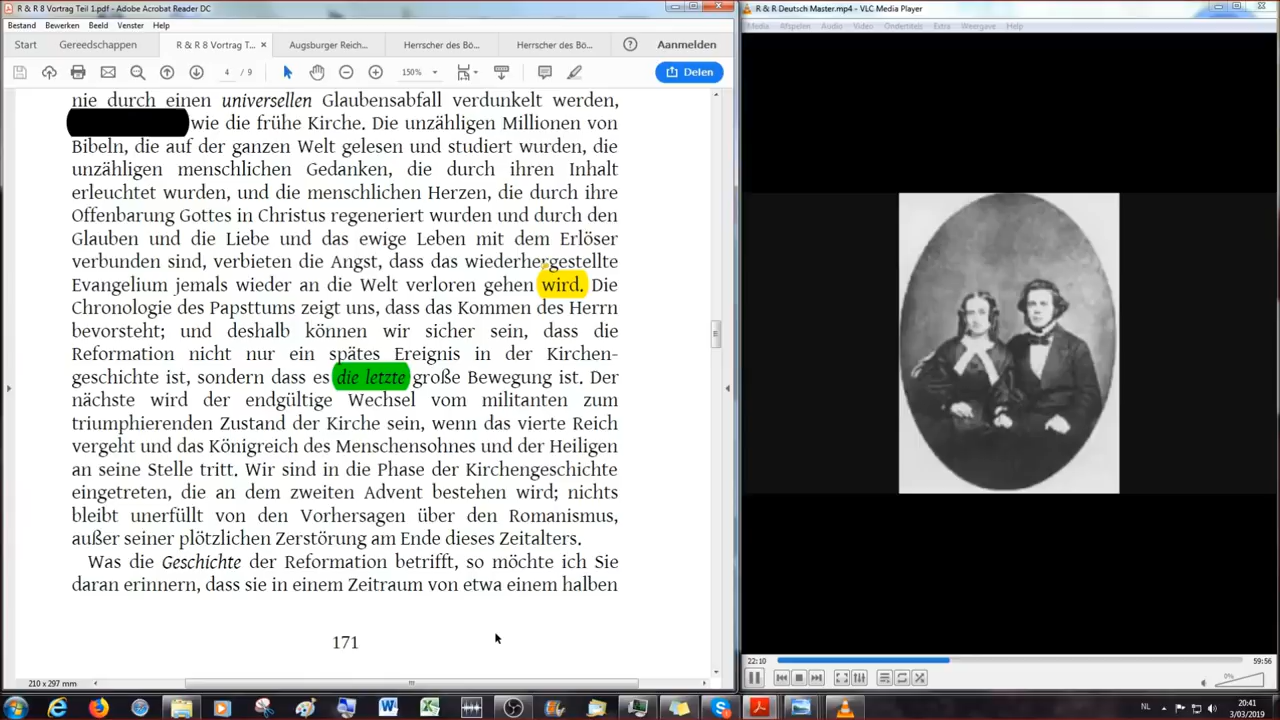 R & R 8 Vortrag Teil 1.pdf - Adobe Acrobat Reader DC
R & R Deutsch Master.mp4 - VLC Media Player
Bestand Bewerken Beeld Venster Help
Media Afspelen Audio Video Ondertitels Extra Weergave Help
Start Gereedschappen R & R 8 Vortrag T... × Augsburger Reich... Herrscher des Bö... Herrscher des Bö... Aanmelden
4 / 9 150% Delen
nie durch einen universellen Glaubensabfall verdunkelt werden,
wie die frühe Kirche. Die unzähligen Millionen von
Bibeln, die auf der ganzen Welt gelesen und studiert wurden, die
unzähligen menschlichen Gedanken, die durch ihren Inhalt
erleuchtet wurden, und die menschlichen Herzen, die durch ihre
Offenbarung Gottes in Christus regeneriert wurden und durch den
Glauben und die Liebe und das ewige Leben mit dem Erlöser
verbunden sind, verbieten die Angst, dass das wiederhergestellte
Evangelium jemals wieder an die Welt verloren gehen wird. Die
Chronologie des Papsttums zeigt uns, dass das Kommen des Herrn
bevorsteht; und deshalb können wir sicher sein, dass die
Reformation nicht nur ein spätes Ereignis in der Kirchen-
geschichte ist, sondern dass es die letzte große Bewegung ist. Der
nächste wird der endgültige Wechsel vom militanten zum
triumphierenden Zustand der Kirche sein, wenn das vierte Reich
vergeht und das Königreich des Menschensohnes und der Heiligen
an seine Stelle tritt. Wir sind in die Phase der Kirchengeschichte
eingetreten, die an dem zweiten Advent bestehen wird; nichts
bleibt unerfüllt von den Vorhersagen über den Romanismus,
außer seiner plötzlichen Zerstörung am Ende dieses Zeitalters.
Was die Geschichte der Reformation betrifft, so möchte ich Sie
daran erinnern, dass sie in einem Zeitraum von etwa einem halben
171
210 x 297 mm
22:10 59:56
0%
NL 20:41
3/03/2019